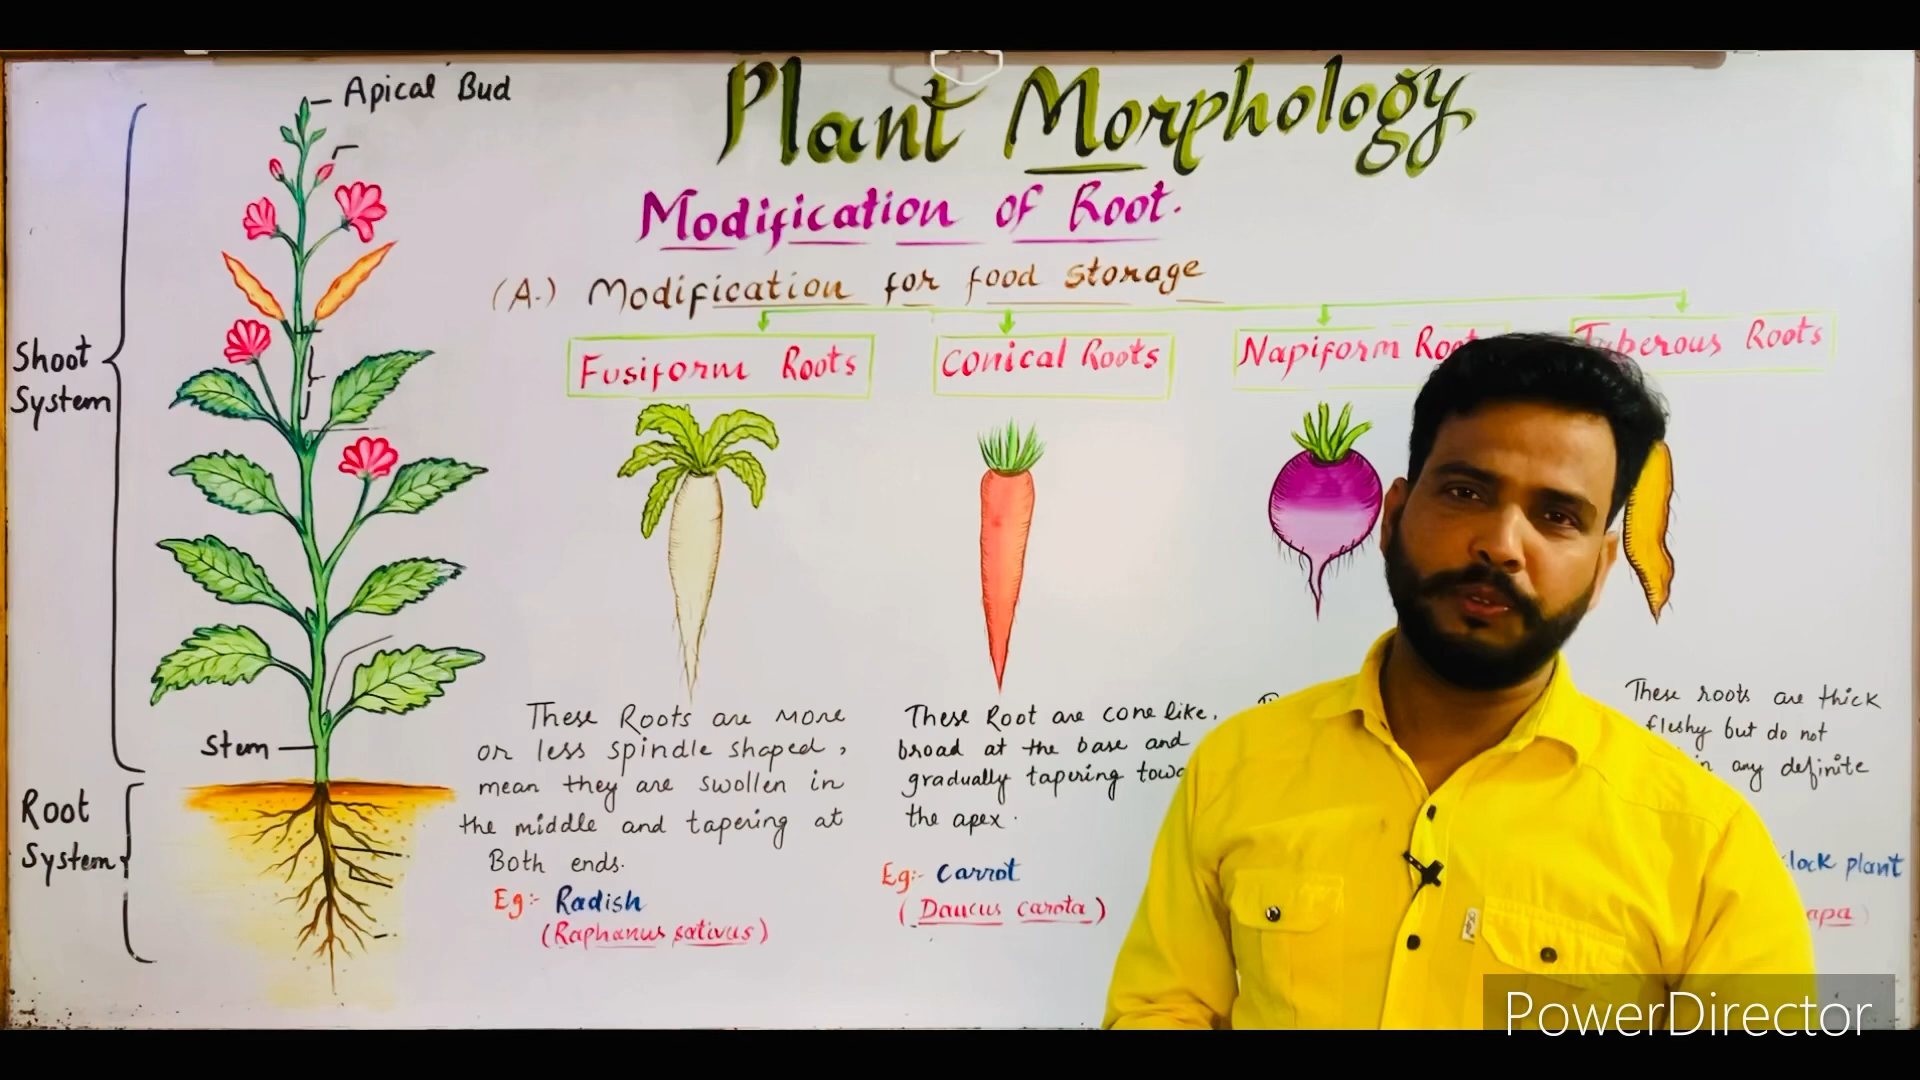 Apical Bud
Plant Morphology
Modification of Root.
(A.) Modification for food storage
Fusiform Roots
Conical Roots
Napiform
Tuberous Roots
Shoot
System
Stem
Root
System
These Roots are more
or less spindle shaped,
mean they are swollen in
the middle and tapering at
Both ends.
Eg:- Radish
(Raphanus sativus)
These Root are cone like,
broad at the base and
gradually tapering
the apex.
Eg:- Carrot
(Daucus carota)
These roots are thick
fleshy but do not
any definite
plant
PowerDirector